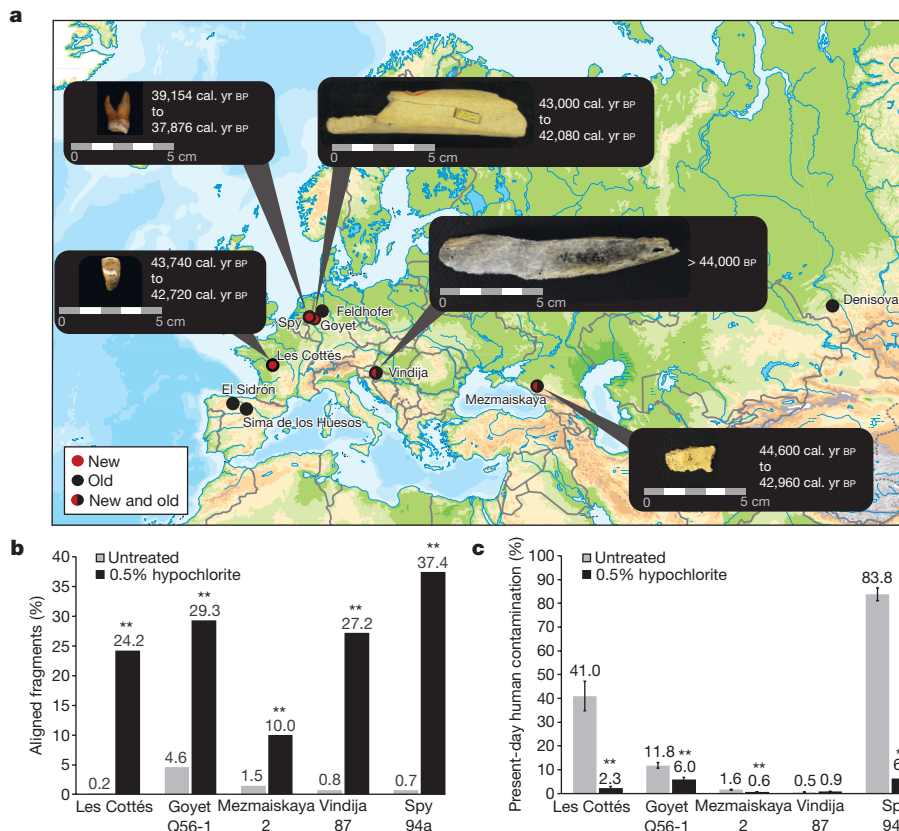 a
39,154 cal. yr BP
to
37,876 cal. yr BP
0 5 cm
43,000 cal. yr BP
to
42,080 cal. yr BP
0 5 cm
43,740 cal. yr BP
to
42,720 cal. yr BP
0 5 cm
> 44,000 BP
0 5 cm
Denisova
Feldhofer
Spy
Goyet
Les Cottés
Vindija
El Sidrón
Mezmaiskaya
Sima de los Huesos
44,600 cal. yr BP
to
42,960 cal. yr BP
0 5 cm
New
Old
New and old
b
Untreated
0.5% hypochlorite
Aligned fragments (%)
40
35
30
25
20
15
10
5
0
0.2
**
24.2
4.6
**
29.3
1.5
**
10.0
0.8
**
27.2
0.7
**
37.4
Les Cottés Goyet Mezmaiskaya Vindija Spy
Q56-1 2 87 94a
c
Untreated
0.5% hypochlorite
Present-day human contamination (%)
100
90
80
70
60
50
40
30
20
10
0
41.0
**
2.3
11.8
**
6.0
1.6
**
0.6
0.5
0.9
83.8
6
Les Cottés Goyet Mezmaiskaya Vindija Sp
Q56-1 2 87 94